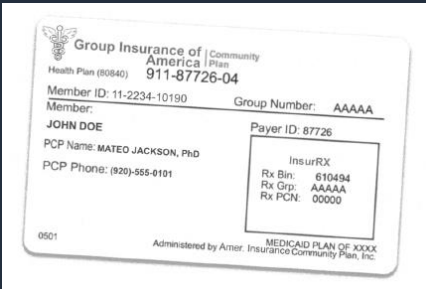 Group Insurance of America | Community Plan
Health Plan (80840) 911-87726-04
Member ID: 11-2234-10190 Group Number: AAAAA
Member:
JOHN DOE
PCP Name: MATEO JACKSON, PhD
PCP Phone: (920)-555-0101
Payer ID: 87726
InsurRX
Rx Bin: 610494
Rx Grp: AAAAA
Rx PCN: 00000
0501
MEDICAID PLAN OF XXXX
Administered by Amer. Insurance Community Plan, Inc.